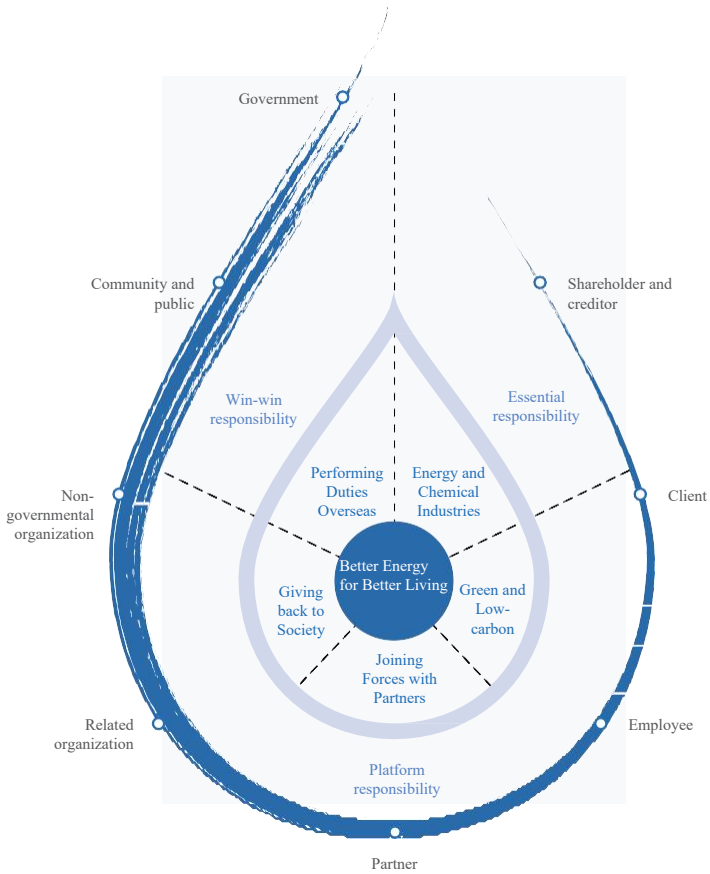 Government
Community and
public
Shareholder and
creditor
Win-win
responsibility
Essential
responsibility
Performing
Duties
Overseas
Energy and
Chemical
Industries
Non-
governmental
organization
Client
Better Energy
for Better Living
Giving
back to
Society
Green and
Low-
carbon
Joining
Forces with
Partners
Related
organization
Employee
Platform
responsibility
Partner